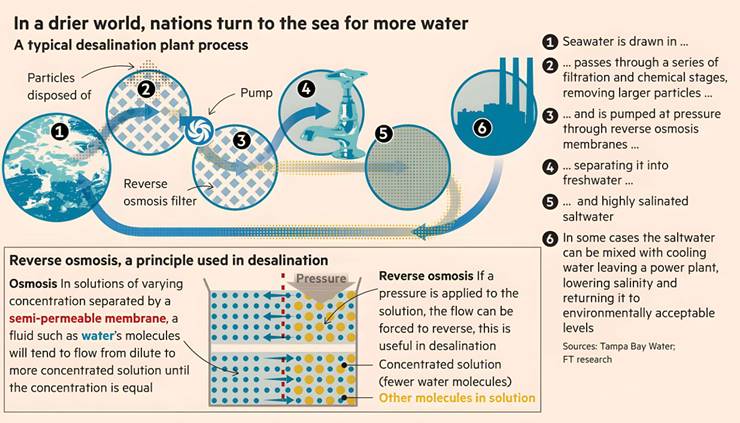 In a drier world, nations turn to the sea for more water
A typical desalination plant process
Particles
disposed of
2
Pump
4
1
3
5
6
Reverse
osmosis filter
1 Seawater is drawn in ...
2 ... passes through a series of
filtration and chemical stages,
removing larger particles ...
3 ... and is pumped at pressure
through reverse osmosis
membranes ...
4 ... separating it into
freshwater ...
5 ... and highly salinated
saltwater
6 In some cases the saltwater
can be mixed with cooling
water leaving a power plant,
lowering salinity and
returning it to
environmentally acceptable
levels
Sources: Tampa Bay Water;
FT research
Reverse osmosis, a principle used in desalination
Osmosis In solutions of varying
concentration separated by a
semi-permeable membrane, a
fluid such as water's molecules
will tend to flow from dilute to
more concentrated solution until
the concentration is equal
Pressure
Reverse osmosis If a
pressure is applied to the
solution, the flow can be
forced to reverse, this is
useful in desalination
Concentrated solution
(fewer water molecules)
Other molecules in solution